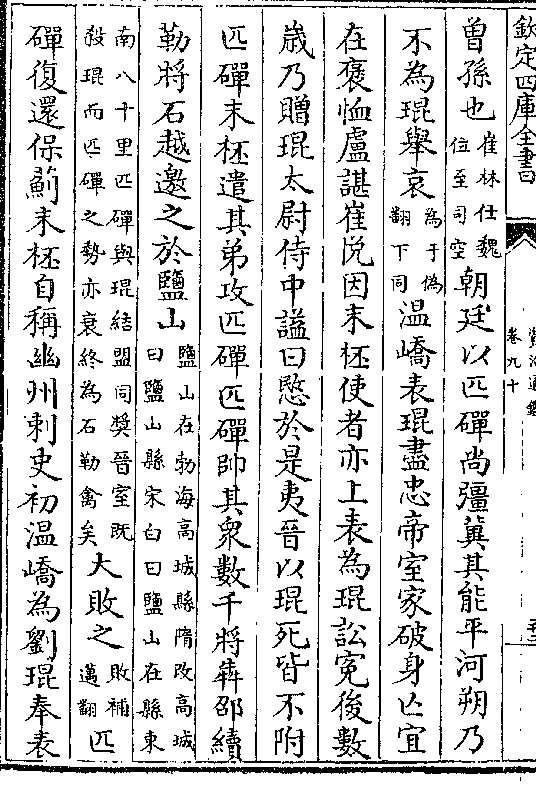 欽定四庫全書
卷九十
曾孫也崔林仕魏位至司空朝廷以匹磾尚彊冀其能平河朔乃
不為琨舉哀為于偽翻下同温嶠表琨盡忠帝室家破身亾宜
在褒恤盧諶崔悅因末柸使者亦上表為琨訟寃後數
歳乃贈琨太尉侍中諡曰愍於是夷晉以琨死皆不附
匹磾末柸遣其弟攻匹磾匹磾帥其衆數千將犇邵續
勒將石越邀之於鹽山鹽山在勃海高城縣隋改高城曰鹽山縣宋白曰鹽山在縣東
南八十里匹磾與琨結盟同奬晉室旣殺琨而匹磾之勢亦衰終為石勒禽矣大敗之敗補邁翻匹
磾復還保薊末柸自稱幽州刺史初温嶠為劉琨奉表